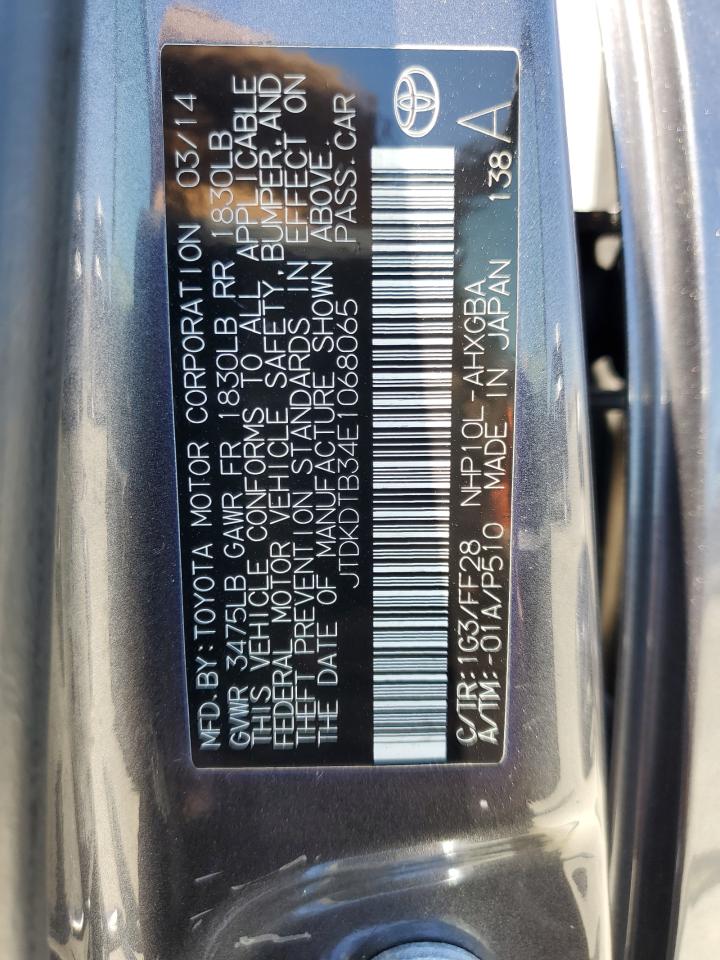 MFD. BY: TOYOTA MOTOR CORPORATION 03/14
GVWR 3475LB GAWR FR 1830LB RR 1830LB
THIS VEHICLE CONFORMS TO ALL APPLICABLE
FEDERAL MOTOR VEHICLE SAFETY, BUMPER, AND
THEFT PREVENTION STANDARDS IN EFFECT ON
THE DATE OF MANUFACTURE SHOWN ABOVE.
JTDKDTB34E1068065 PASS. CAR
C/TR: 1G3/FF28 NHP10L-AHXGBA 138
A/TM: -01A/P510 MADE IN JAPAN A